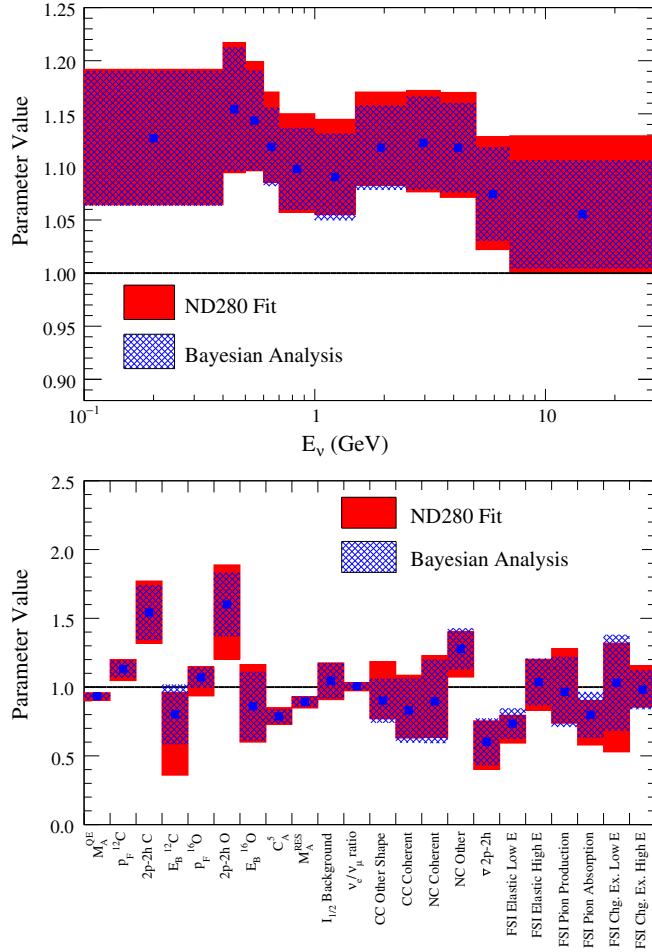 Parameter Value
1.25
1.20
1.15
1.10
1.05
1.00
0.95
0.90
ND280 Fit
Bayesian Analysis
10⁻¹ 1 10
E_ν (GeV)
Parameter Value
2.5
2.0
1.5
1.0
0.5
0.0
ND280 Fit
Bayesian Analysis
M_A^QE
p_F ¹²C
2p-2h C
E_B ¹²C
p_F ¹⁶O
2p-2h O
E_B ¹⁶O
C_A^5
M_A^RES
I_1/2 Background
ν_e/ν_μ ratio
CC Other Shape
CC Coherent
NC Coherent
NC Other
∇ 2p-2h
FSI Elastic Low E
FSI Elastic High E
FSI Pion Production
FSI Pion Absorption
FSI Chg. Ex. Low E
FSI Chg. Ex. High E